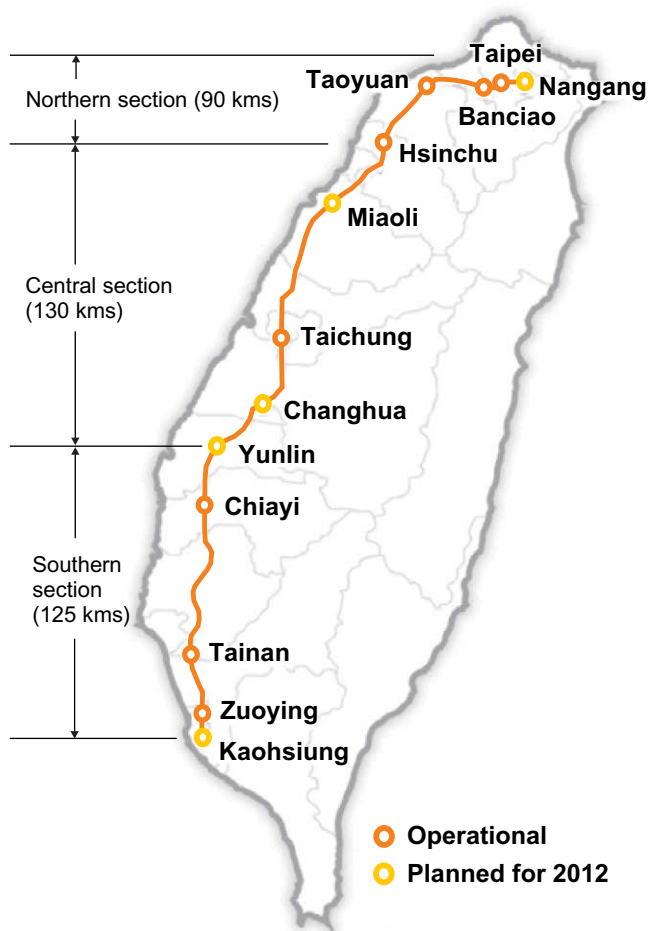 Taipei
Taoyuan
Nangang
Northern section (90 kms)
Banciao
Hsinchu
Miaoli
Central section
(130 kms)
Taichung
Changhua
Yunlin
Chiayi
Southern
section
(125 kms)
Tainan
Zuoying
Kaohsiung
Operational
Planned for 2012